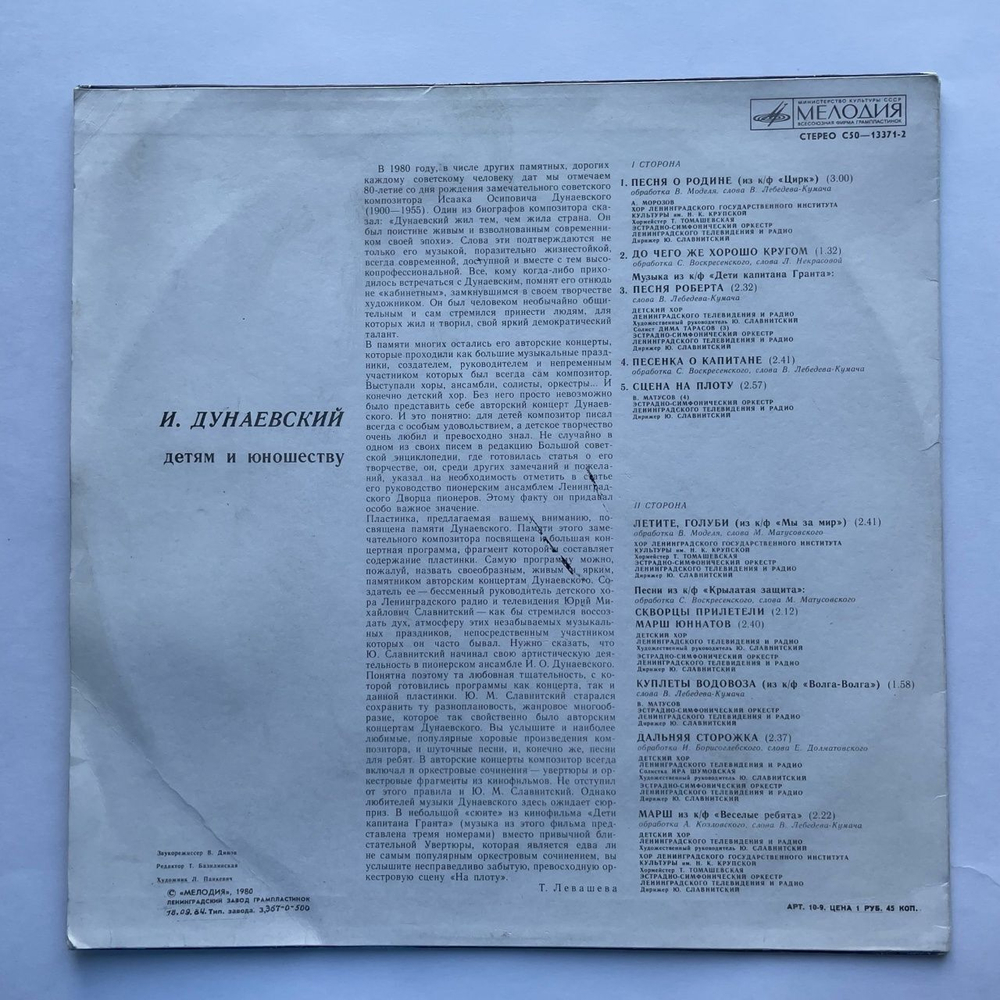 МИНИСТЕРСТВО КУЛЬТУРЫ СССР
МЕЛОДИЯ
ВСЕСОЮЗНАЯ ФИРМА ГРАМПЛАСТИНОК
СТЕРЕО С50—13371-2
И. ДУНАЕВСКИЙ
детям и юношеству
В 1980 году, в числе других памятных, дорогих
каждому советскому человеку дат мы отмечаем
80-летие со дня рождения замечательного советского
композитора Исаака Осиповича Дунаевского
(1900—1955). Один из биографов композитора ска-
зал: «Дунаевский жил тем, чем жила страна. Он
был поистине живым и взволнованным современни-
ком своей эпохи». Слова эти подтверждаются не
только его музыкой, поразительно жизнестойкой,
всегда современной, доступной и вместе с тем высо-
копрофессиональной. Все, кому когда-либо прихо-
дилось встречаться с Дунаевским, помнят его отнюдь
не «кабинетным», замкнувшимся в своем творчестве
художником. Он был человеком необычайно общи-
тельным и сам стремился принести людям, для
которых жил и творил, свой яркий демократический
талант.
В памяти многих остались его авторские концерты,
которые проходили как большие музыкальные празд-
ники, создателем, руководителем и непременным
участником которых был всегда сам композитор.
Выступали хоры, ансамбли, солисты, оркестры... И
конечно детский хор. Без него просто невозможно
было представить себе авторский концерт Дунаев-
ского. И это понятно: для детей композитор писал
всегда с особым удовольствием, а детское творчество
очень любил и превосходно знал. Не случайно в
одном из своих писем в редакцию Большой совет-
ской энциклопедии, где готовилась статья о его
творчестве, он, среди других замечаний и пожела-
ний, указал на необходимость отметить в статье
его руководство пионерским ансамблем Ленинград-
ского Дворца пионеров. Этому факту он придавал
особо важное значение.
Пластинка, предлагаемая вашему вниманию, по-
священа памяти Дунаевского. Памяти этого заме-
чательного композитора посвящена и большая кон-
цертная программа, фрагмент которой и составляет
содержание пластинки. Самую программу можно,
пожалуй, назвать своеобразным, живым и ярким,
памятником авторским концертам Дунаевского. Со-
здатель ее — бессменный руководитель детского хо-
ра Ленинградского радио и телевидения Юрий Ми-
хайлович Славнитский — как бы стремился воссоз-
дать дух, атмосферу этих незабываемых музыкаль-
ных праздников, непосредственным участником
которых он часто бывал. Нужно сказать, что
Ю. Славнитский начинал свою артистическую дея-
тельность в пионерском ансамбле И. О. Дунаевского.
Понятна поэтому та любовная тщательность, с ко-
торой готовились программы как концерта, так и
данной пластинки. Ю. М. Славнитский старался
сохранить ту разноплановость, жанровое многооб-
разие, которое так свойственно было авторским
концертам Дунаевского. Вы услышите и наиболее
любимые, популярные хоровые произведения ком-
позитора, и шуточные песни, и, конечно же, песни
для ребят. В авторские концерты композитор всегда
включал и оркестровые сочинения — увертюры и ор-
кестровые фрагменты из кинофильмов. Не отступил
от этого правила и Ю. М. Славнитский. Однако
любителей музыки Дунаевского здесь ожидает сюр-
приз. В небольшой «сюите» из кинофильма «Дети
капитана Гранта» (музыка из этого фильма пред-
ставлена тремя номерами) вместо привычной бли-
стательной Увертюры, которая является едва ли
не самым популярным оркестровым сочинением, вы
услышите несправедливо забытую, превосходную ор-
кестровую сцену «На плоту».
Т. Левашева
I СТОРОНА
1. ПЕСНЯ О РОДИНЕ (из к/ф «Цирк») (3.00)
обработка В. Моделя, слова В. Лебедева-Кумача
А. МОРОЗОВ
ХОР ЛЕНИНГРАДСКОГО ГОСУДАРСТВЕННОГО ИНСТИТУТА
КУЛЬТУРЫ им. Н. К. КРУПСКОЙ
Хормейстер Т. ТОМАШЕВСКАЯ
ЭСТРАДНО-СИМФОНИЧЕСКИЙ ОРКЕСТР
ЛЕНИНГРАДСКОГО ТЕЛЕВИДЕНИЯ И РАДИО
Дирижер Ю. СЛАВНИТСКИЙ
2. ДО ЧЕГО ЖЕ ХОРОШО КРУГОМ (1.32)
обработка С. Воскресенского, слова Л. Некрасовой
Музыка из к/ф «Дети капитана Гранта»:
3. ПЕСНЯ РОБЕРТА (2.32)
слова В. Лебедева-Кумача
ДЕТСКИЙ ХОР
ЛЕНИНГРАДСКОГО ТЕЛЕВИДЕНИЯ И РАДИО
Художественный руководитель Ю. СЛАВНИТСКИЙ
Солист ДИМА ТАРАСОВ (3)
ЭСТРАДНО-СИМФОНИЧЕСКИЙ ОРКЕСТР
ЛЕНИНГРАДСКОГО ТЕЛЕВИДЕНИЯ И РАДИО
Дирижер Ю. СЛАВНИТСКИЙ
4. ПЕСЕНКА О КАПИТАНЕ (2.41)
обработка С. Воскресенского, слова В. Лебедева-Кумача
5. СЦЕНА НА ПЛОТУ (2.57)
В. МАТУСОВ (4)
ЭСТРАДНО-СИМФОНИЧЕСКИЙ ОРКЕСТР
ЛЕНИНГРАДСКОГО ТЕЛЕВИДЕНИЯ И РАДИО
Дирижер Ю. СЛАВНИТСКИЙ
II СТОРОНА
ЛЕТИТЕ, ГОЛУБИ (из к/ф «Мы за мир») (2.41)
обработка В. Моделя, слова М. Матусовского
ХОР ЛЕНИНГРАДСКОГО ГОСУДАРСТВЕННОГО ИНСТИТУТА
КУЛЬТУРЫ им. Н. К. КРУПСКОЙ
Хормейстер Т. ТОМАШЕВСКАЯ
ЭСТРАДНО-СИМФОНИЧЕСКИЙ ОРКЕСТР
ЛЕНИНГРАДСКОГО ТЕЛЕВИДЕНИЯ И РАДИО
Дирижер Ю. СЛАВНИТСКИЙ
Песни из к/ф «Крылатая защита»:
обработка С. Воскресенского, слова М. Матусовского
СКВОРЦЫ ПРИЛЕТЕЛИ (2.12)
МАРШ ЮННАТОВ (2.40)
ДЕТСКИЙ ХОР
ЛЕНИНГРАДСКОГО ТЕЛЕВИДЕНИЯ И РАДИО
Художественный руководитель Ю. СЛАВНИТСКИЙ
ЭСТРАДНО-СИМФОНИЧЕСКИЙ ОРКЕСТР
ЛЕНИНГРАДСКОГО ТЕЛЕВИДЕНИЯ И РАДИО
Дирижер Ю. СЛАВНИТСКИЙ
КУПЛЕТЫ ВОДОВОЗА (из к/ф «Волга-Волга») (1.58)
слова В. Лебедева-Кумача
В. МАТУСОВ
ЭСТРАДНО-СИМФОНИЧЕСКИЙ ОРКЕСТР
ЛЕНИНГРАДСКОГО ТЕЛЕВИДЕНИЯ И РАДИО
Дирижер Ю. СЛАВНИТСКИЙ
ДАЛЬНЯЯ СТОРОЖКА (2.37)
обработка И. Борисоглебского, слова Е. Долматовского
ДЕТСКИЙ ХОР
ЛЕНИНГРАДСКОГО ТЕЛЕВИДЕНИЯ И РАДИО
Солистка ИРА ШУМОВСКАЯ
Художественный руководитель Ю. СЛАВНИТСКИЙ
ЭСТРАДНО-СИМФОНИЧЕСКИЙ ОРКЕСТР
ЛЕНИНГРАДСКОГО ТЕЛЕВИДЕНИЯ И РАДИО
Дирижер Ю. СЛАВНИТСКИЙ
МАРШ из к/ф «Веселые ребята») (2.22)
обработка А. Козловского, слова В. Лебедева-Кумача
ДЕТСКИЙ ХОР
ЛЕНИНГРАДСКОГО ТЕЛЕВИДЕНИЯ И РАДИО
Художественный руководитель Ю. СЛАВНИТСКИЙ
ХОР ЛЕНИНГРАДСКОГО ГОСУДАРСТВЕННОГО ИНСТИТУТА
КУЛЬТУРЫ им. Н. К. КРУПСКОЙ
Хормейстер Т. ТОМАШЕВСКАЯ
ЭСТРАДНО-СИМФОНИЧЕСКИЙ ОРКЕСТР
ЛЕНИНГРАДСКОГО ТЕЛЕВИДЕНИЯ И РАДИО
Дирижер Ю. СЛАВНИТСКИЙ
Звукорежиссер В. Динов
Редактор Т.
Художник Л.
© «МЕЛОДИЯ», 1980
ЛЕНИНГРАДСКИЙ ЗАВОД ГРАМПЛАСТИНОК
18.09.84. Тип. завода. 3,367-0-500
АРТ. 10-9. ЦЕНА 1 РУБ. 45 КОП.